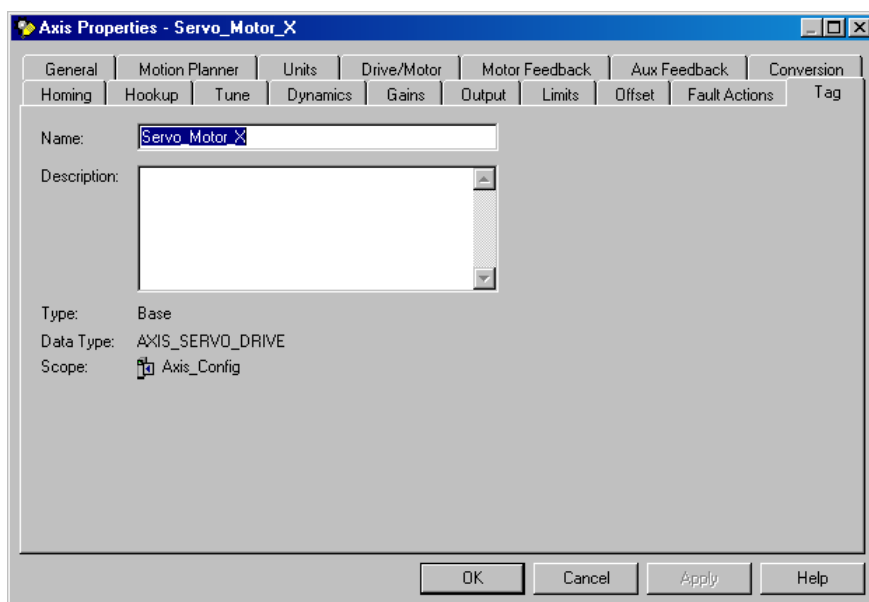 Axis Properties - Servo_Motor_X
General Motion Planner Units Drive/Motor Motor Feedback Aux Feedback Conversion
Homing Hookup Tune Dynamics Gains Output Limits Offset Fault Actions Tag
Name: Servo_Motor_X
Description:
Type: Base
Data Type: AXIS_SERVO_DRIVE
Scope: Axis_Config
OK Cancel Apply Help